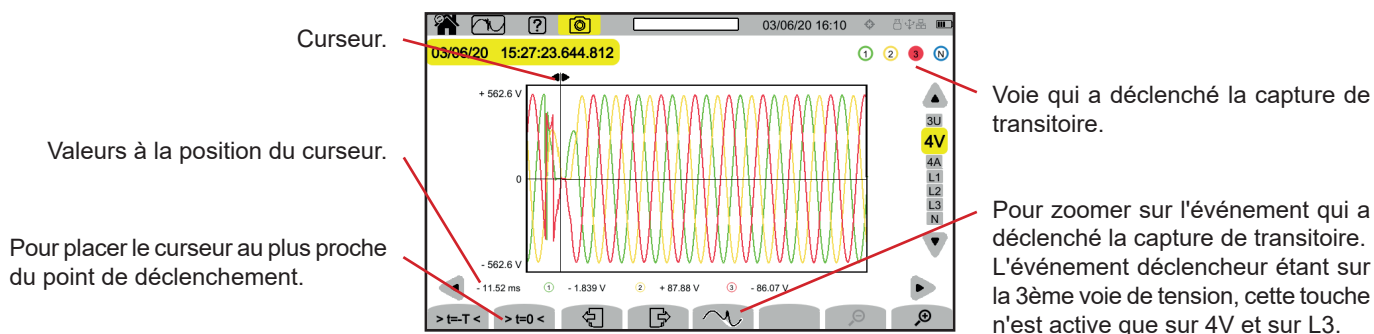 ?
03/06/20 16:10
03/06/20 15:27:23.644.812
1 2 3 N
Curseur.
+ 562.6 V
0
- 562.6 V
3U
4V
4A
L1
L2
L3
N
Valeurs à la position du curseur.
Pour placer le curseur au plus proche
du point de déclenchement.
- 11.52 ms 1 - 1.839 V 2 + 87.88 V 3 - 86.07 V
> t=-T < > t=0 <
Voie qui a déclenché la capture de
transitoire.
Pour zoomer sur l'événement qui a
déclenché la capture de transitoire.
L'événement déclencheur étant sur
la 3ème voie de tension, cette touche
n'est active que sur 4V et sur L3.